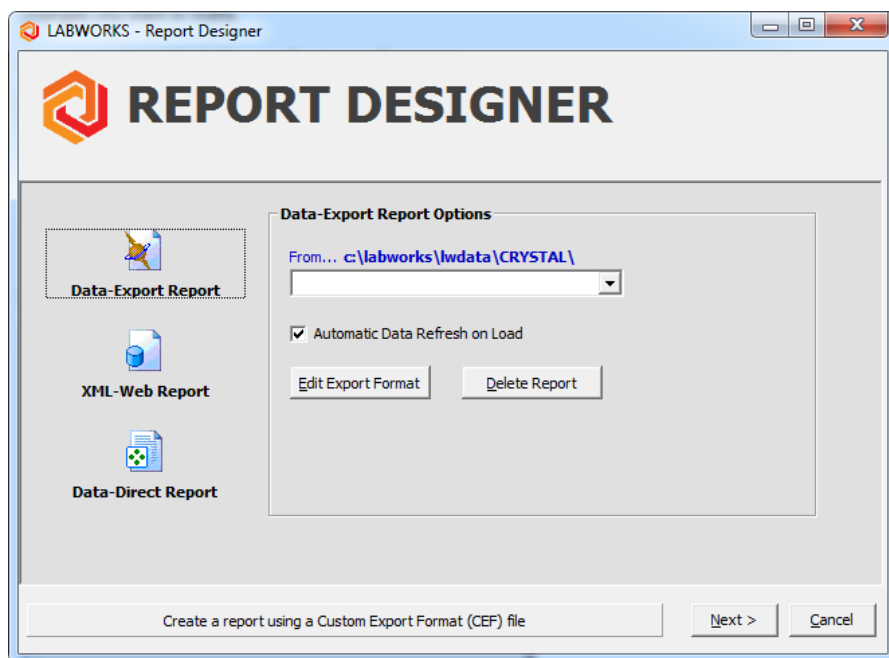 LABWORKS - Report Designer
REPORT DESIGNER
Data-Export Report
XML-Web Report
Data-Direct Report
Data-Export Report Options
From... c:\labworks\lwdata\CRYSTAL\
Automatic Data Refresh on Load
Edit Export Format Delete Report
Create a report using a Custom Export Format (CEF) file
Next > Cancel